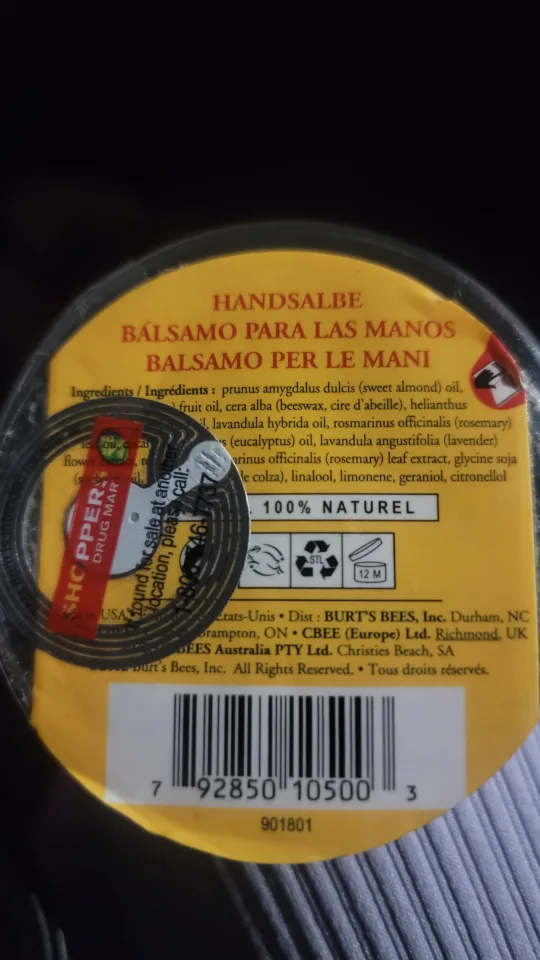 HANDSALBE
BÁLSAMO PARA LAS MANOS
BALSAMO PER LE MANI
Ingredients / Ingrédients : prunus amygdalus dulcis (sweet almond) oil,
) fruit oil, cera alba (beeswax, cire d'abeille), helianthus
oil, lavandula hybrida oil, rosmarinus officinalis (rosemary)
(eucalyptus) oil, lavandula angustifolia (lavender)
officinalis (rosemary) leaf extract, glycine soja
de colza), linalool, limonene, geraniol, citronellol
100% NATUREL
STL
12 M
SHOPPERS
DRUG MART
found for sale at another
location, please call:
USA
États-Unis • Dist : BURT'S BEES, Inc. Durham, NC
Brampton, ON • CBEE (Europe) Ltd. Richmond, UK
BEES Australia PTY Ltd. Christies Beach, SA
Burt's Bees, Inc. All Rights Reserved. • Tous droits réservés.
7 92850 10500 3
901801